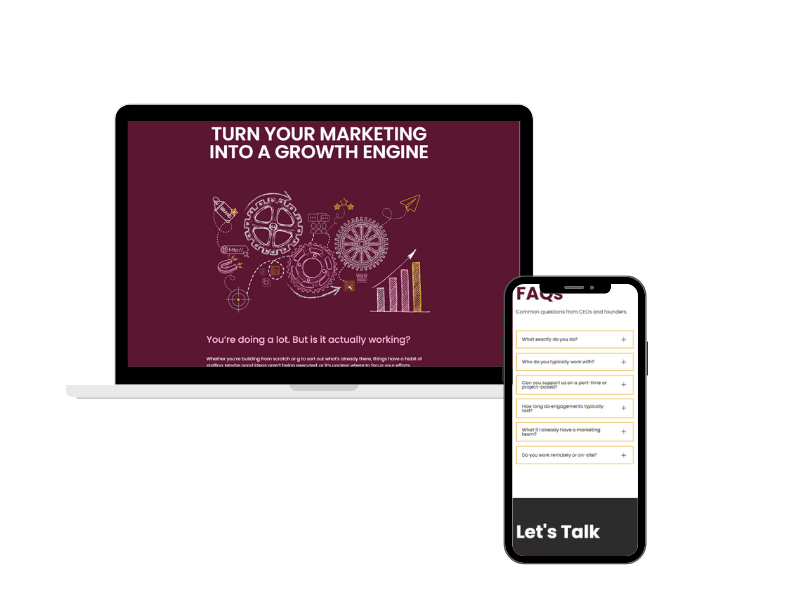 TURN YOUR MARKETING
INTO A GROWTH ENGINE
http://
You're doing a lot. But is it actually working?
Whether you're building from scratch or g to sort out what's already there, things have a habit of
stalling. Maybe good ideas aren't being executed, or it's unclear where to focus your efforts.
FAQs
Common questions from CEOs and founders.
What exactly do you do?
Who do you typically work with?
Can you support us on a part-time or
project-based?
How long do engagements typically
last?
What if I already have a marketing
team?
Do you work remotely or on-site?
Let's Talk